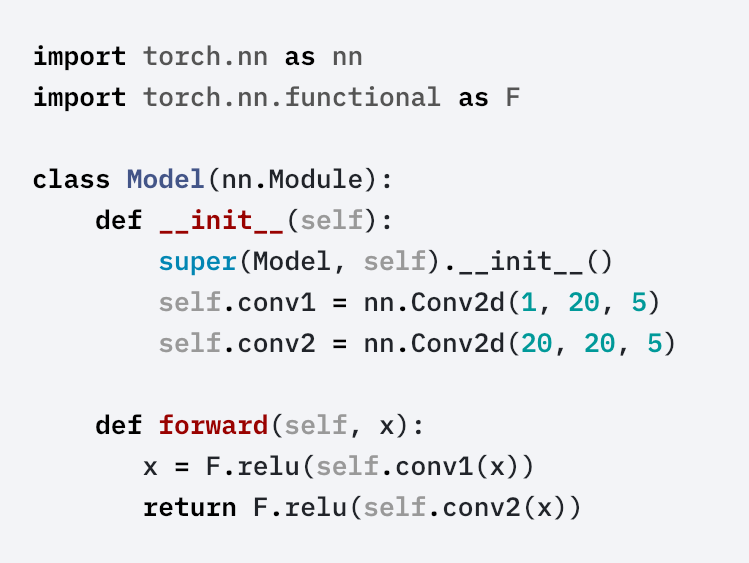 import torch.nn as nn
import torch.nn.functional as F

class Model(nn.Module):
    def __init__(self):
        super(Model, self).__init__()
        self.conv1 = nn.Conv2d(1, 20, 5)
        self.conv2 = nn.Conv2d(20, 20, 5)

    def forward(self, x):
       x = F.relu(self.conv1(x))
       return F.relu(self.conv2(x))